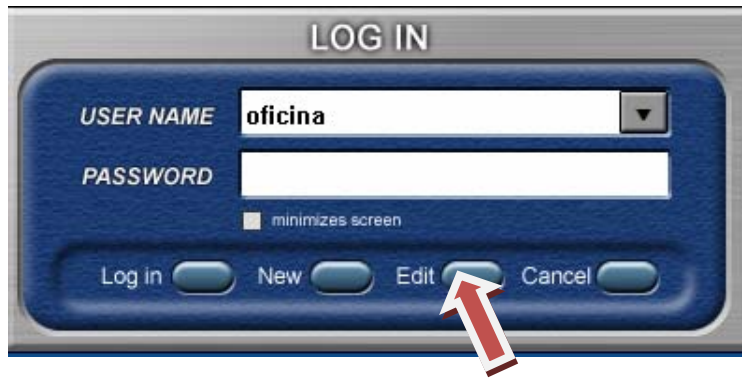 LOG IN
USER NAME oficina
PASSWORD
minimizes screen
Log in New Edit Cancel